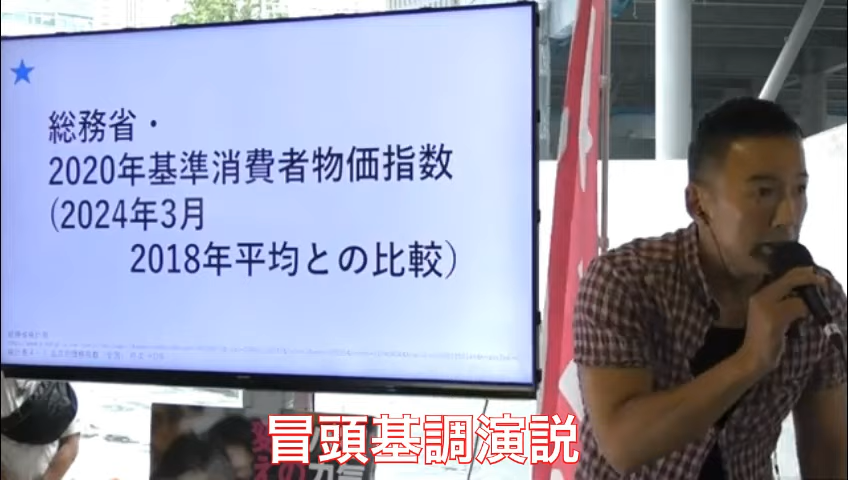 総務省・
2020年基準消費者物価指数
(2024年3月
2018年平均との比較)
冒頭基調演説